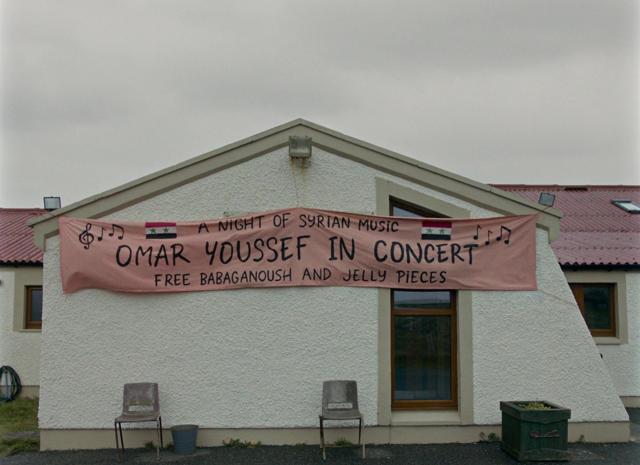 A NIGHT OF SYRIAN MUSIC
OMAR YOUSSEF IN CONCERT
FREE BABAGANOUSH AND JELLY PIECES